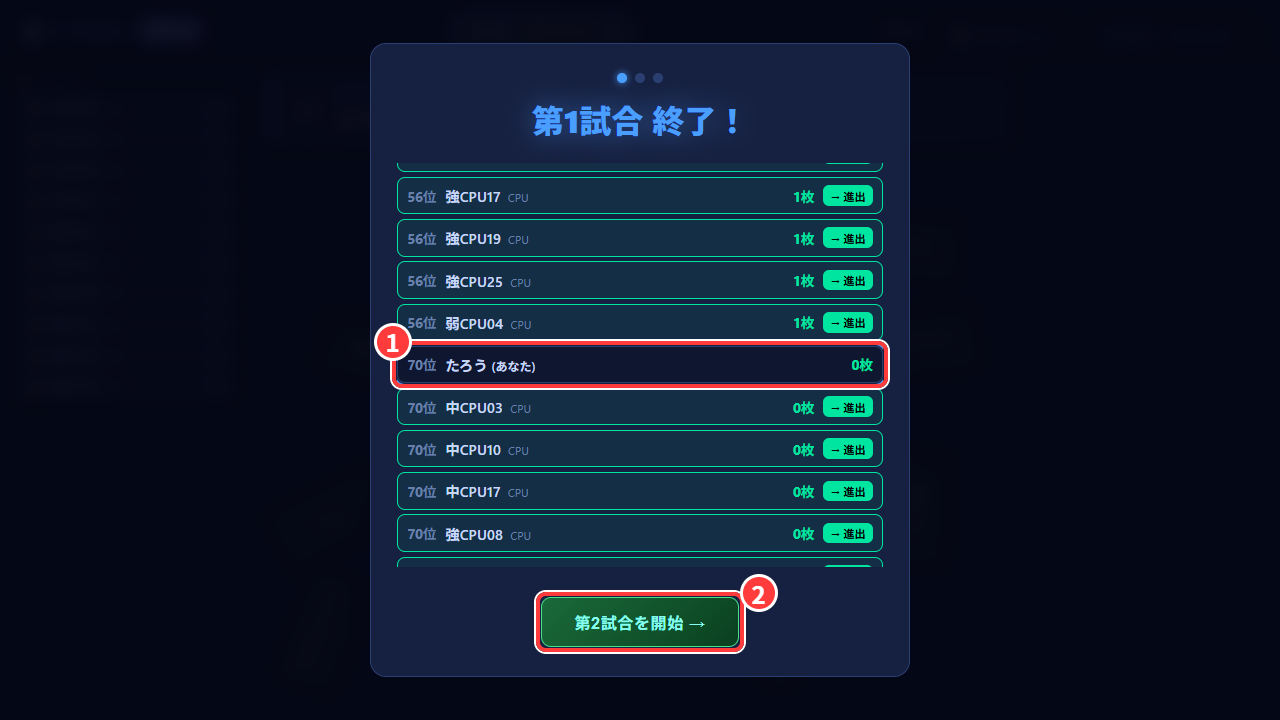 第1試合 終了！
56位 強CPU17 CPU 1枚 → 進出
56位 強CPU19 CPU 1枚 → 進出
56位 強CPU25 CPU 1枚 → 進出
56位 弱CPU04 CPU 1枚 → 進出
1
70位 たろう (あなた) 0枚
70位 中CPU03 CPU 0枚 → 進出
70位 中CPU10 CPU 0枚 → 進出
70位 中CPU17 CPU 0枚 → 進出
70位 強CPU08 CPU 0枚 → 進出
2
第2試合を開始 →